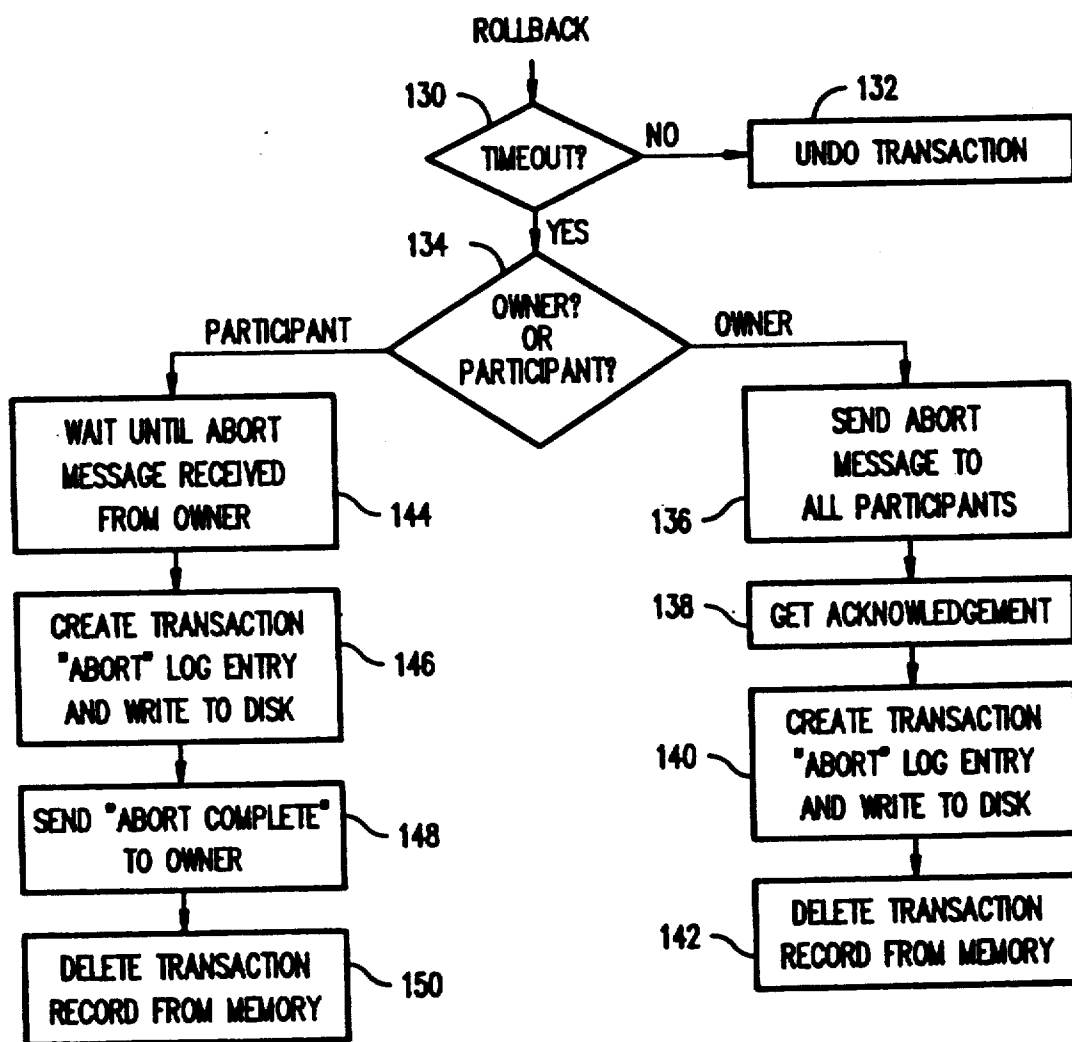 ROLLBACK
130
TIMEOUT?
NO
132
UNDO TRANSACTION
YES
134
OWNER?
OR
PARTICIPANT?
PARTICIPANT
OWNER
WAIT UNTIL ABORT
MESSAGE RECEIVED
FROM OWNER
144
CREATE TRANSACTION
"ABORT" LOG ENTRY
AND WRITE TO DISK
146
SEND "ABORT COMPLETE"
TO OWNER
148
DELETE TRANSACTION
RECORD FROM MEMORY
150
SEND ABORT
MESSAGE TO
ALL PARTICIPANTS
136
GET ACKNOWLEDGEMENT
138
CREATE TRANSACTION
"ABORT" LOG ENTRY
AND WRITE TO DISK
140
DELETE TRANSACTION
RECORD FROM MEMORY
142